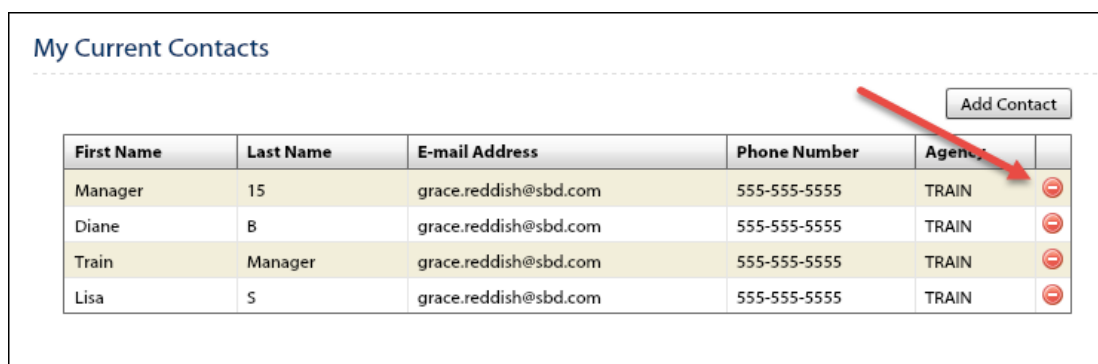 My Current Contacts
Add Contact
First Name Last Name E-mail Address Phone Number Agency
Manager 15 grace.reddish@sbd.com 555-555-5555 TRAIN
Diane B grace.reddish@sbd.com 555-555-5555 TRAIN
Train Manager grace.reddish@sbd.com 555-555-5555 TRAIN
Lisa S grace.reddish@sbd.com 555-555-5555 TRAIN